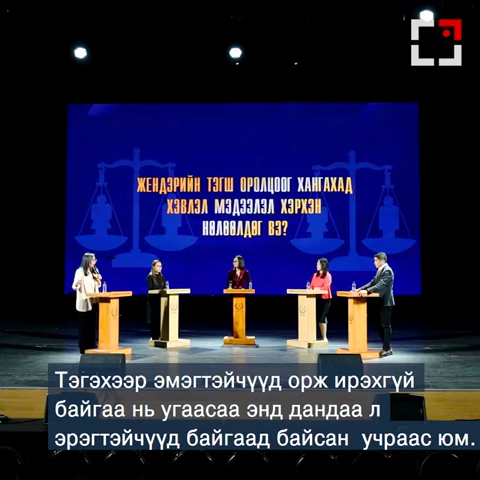 ЖЕНДЭРИЙН ТЭГШ ОРОЛЦООГ ХАНГАХАД
ХЭВЛЭЛ МЭДЭЭЛЭЛ ХЭРХЭН
НӨЛӨӨЛДӨГ ВЭ?
Тэгэхээр эмэгтэйчүүд орж ирэхгүй
байгаа нь угаасаа энд дандаа л
эрэгтэйчүүд байгаад байсан учраас юм.